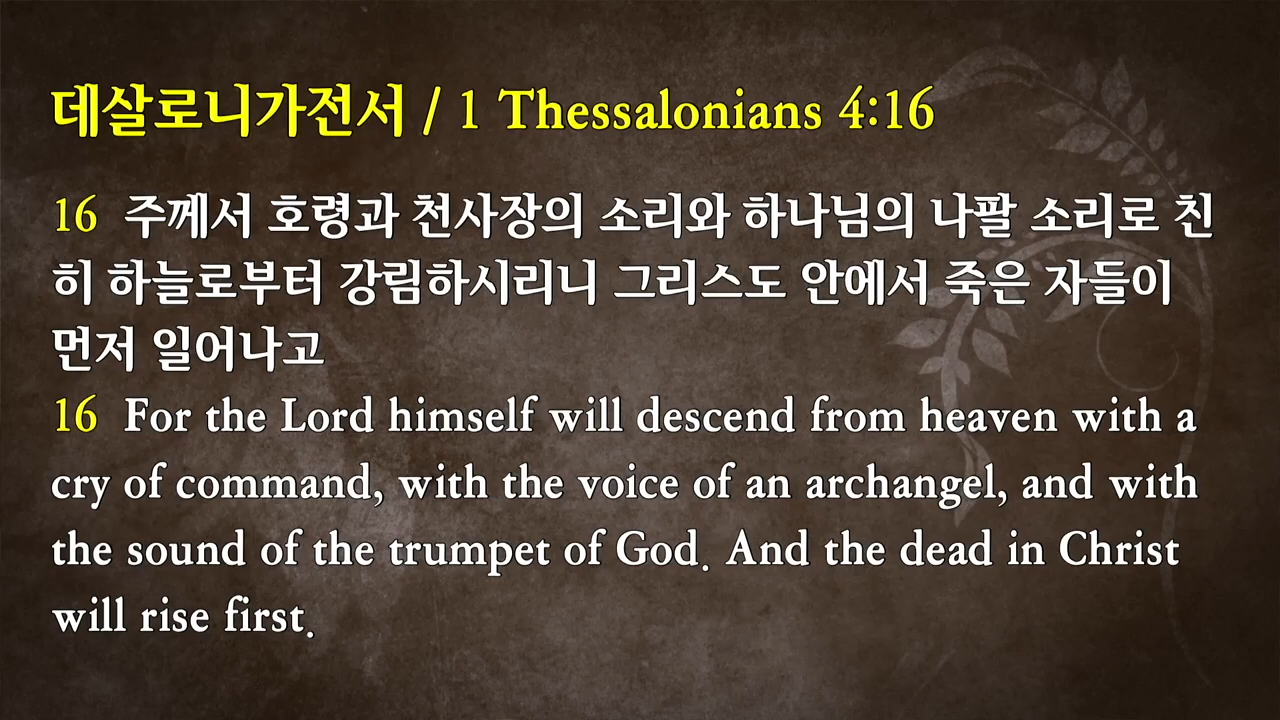 데살로니가전서 / 1 Thessalonians 4:16
16 주께서 호령과 천사장의 소리와 하나님의 나팔 소리로 친
히 하늘로부터 강림하시리니 그리스도 안에서 죽은 자들이
먼저 일어나고
16 For the Lord himself will descend from heaven with a
cry of command, with the voice of an archangel, and with
the sound of the trumpet of God. And the dead in Christ
will rise first.